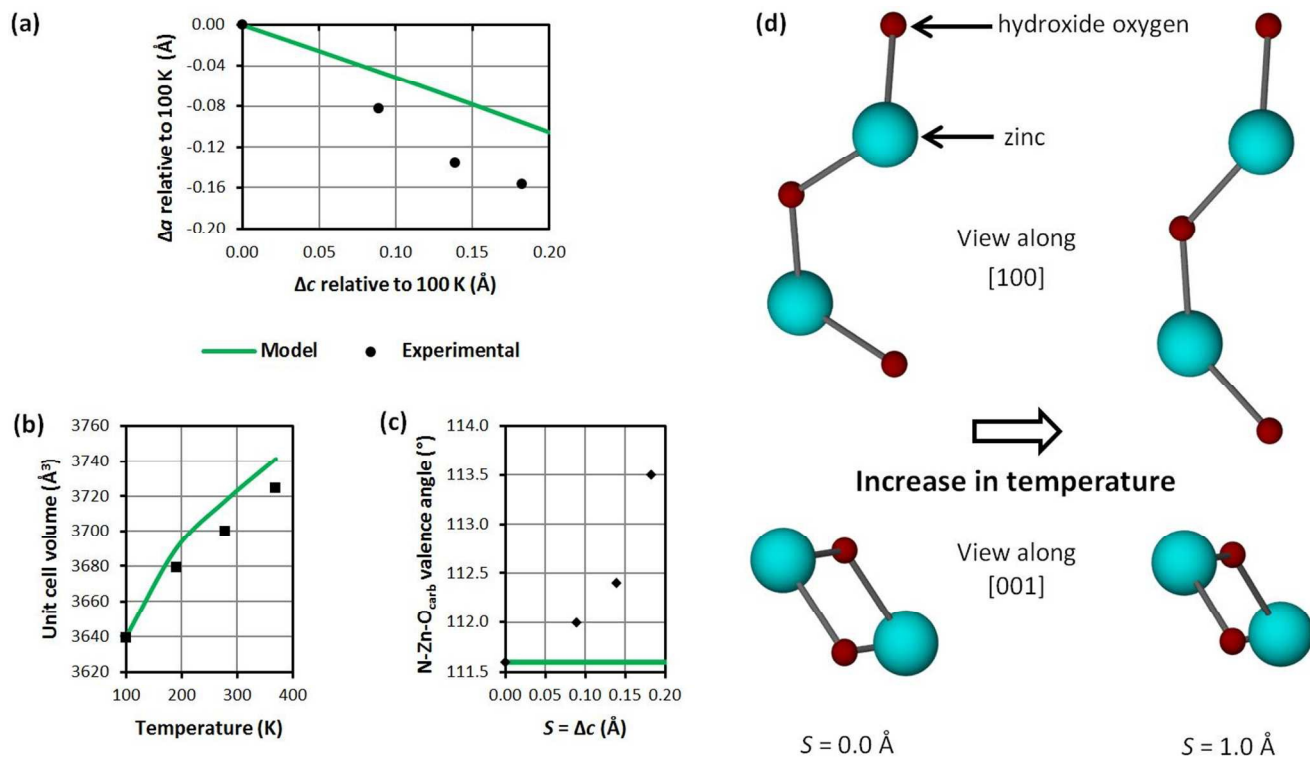 (a)
Δa relative to 100 K (Å)
0.00
-0.04
-0.08
-0.12
-0.16
-0.20
0.00 0.05 0.10 0.15 0.20
Δc relative to 100 K (Å)
Model Experimental
(b)
Unit cell volume (Å³)
3760
3740
3720
3700
3680
3660
3640
3620
100 200 300 400
Temperature (K)
(c)
N-Zn-Ocarb valence angle (°)
114.0
113.5
113.0
112.5
112.0
111.5
0.00 0.05 0.10 0.15 0.20
S = Δc (Å)
(d)
hydroxide oxygen
zinc
View along
[100]
Increase in temperature
View along
[001]
S = 0.0 Å
S = 1.0 Å